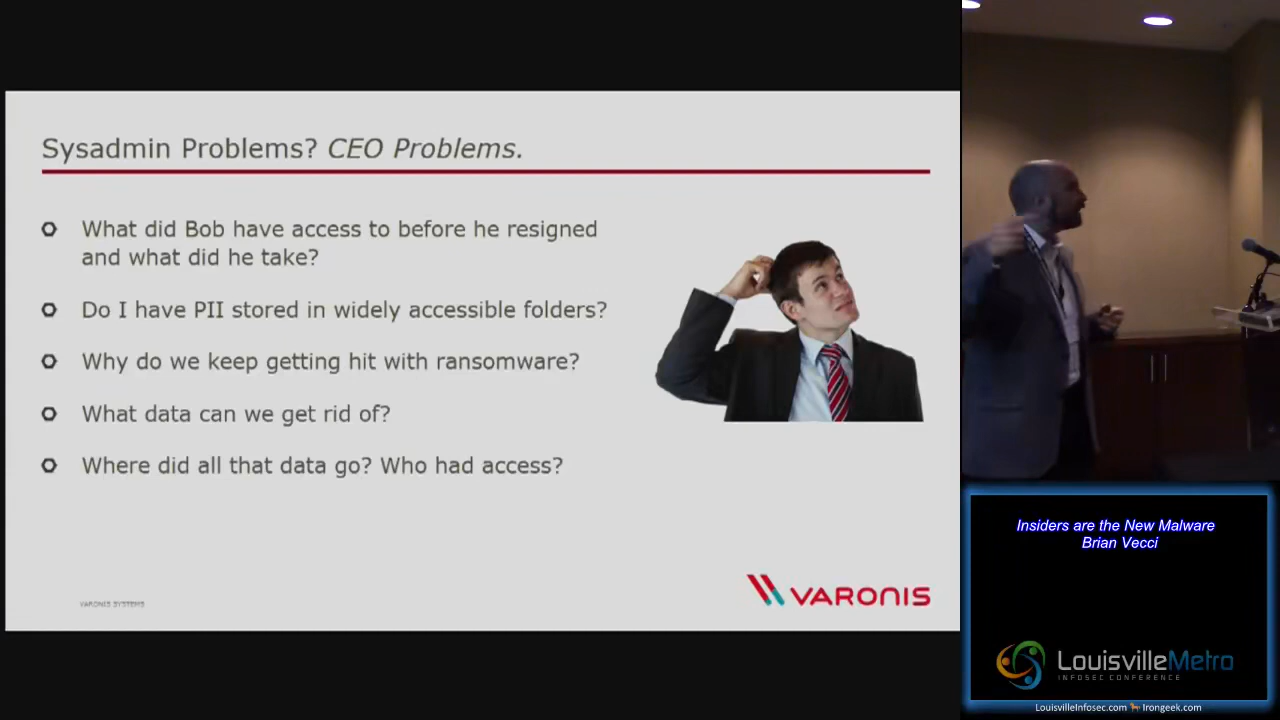 Sysadmin Problems? CEO Problems.
What did Bob have access to before he resigned
and what did he take?
Do I have PII stored in widely accessible folders?
Why do we keep getting hit with ransomware?
What data can we get rid of?
Where did all that data go? Who had access?
VARONIS SYSTEMS
VARONIS
Insiders are the New Malware
Brian Vecci
LouisvilleMetro
INFOSEC CONFERENCE
LouisvilleInfosec.com Irongeek.com